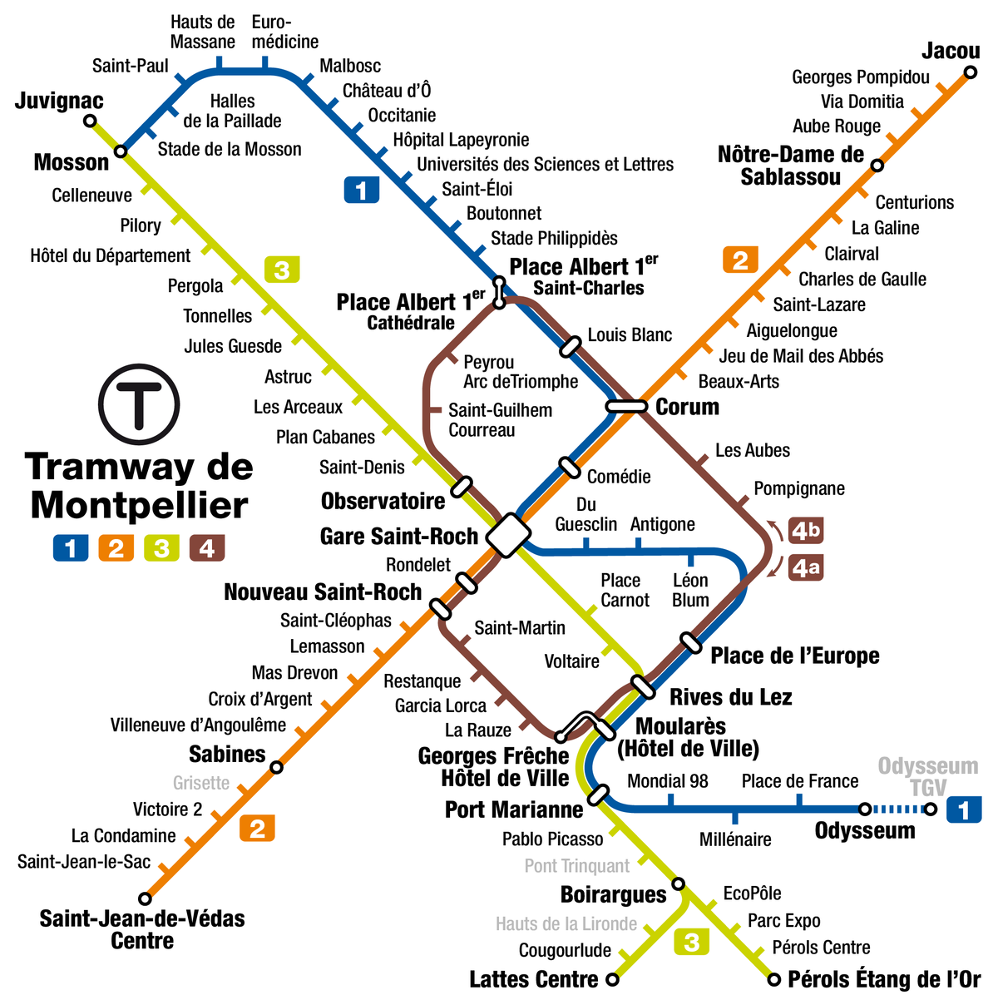 Hauts de
Massane
Euro-
médicine
Saint-Paul
Malbosc
Jacou
Georges Pompidou
Château d'Ô
Juvignac
Halles
de la Paillade
Via Domitia
Occitanie
Aube Rouge
Hôpital Lapeyronie
Stade de la Mosson
Mosson
Nôtre-Dame de
Sablassou
Universités des Sciences et Lettres
1
Saint-Éloi
Celleneuve
Centurions
Boutonnet
Pilory
La Galine
Stade Philippidès
Hôtel du Département
Clairval
2
3
Place Albert 1er
Saint-Charles
Charles de Gaulle
Pergola
Place Albert 1er
Cathédrale
Saint-Lazare
Tonnelles
Aiguelongue
Louis Blanc
Jules Guesde
Jeu de Mail des Abbés
Peyrou
Arc deTriomphe
Astruc
Beaux-Arts
Les Arceaux
Corum
Saint-Guilhem
Courreau
T
Plan Cabanes
Les Aubes
Tramway de
Montpellier
1 2 3 4
Saint-Denis
Comédie
Pompignane
Observatoire
Du
Guesclin
Antigone
Gare Saint-Roch
4b
4a
Rondelet
Place
Carnot
Léon
Blum
Nouveau Saint-Roch
Saint-Cléophas
Saint-Martin
Lemasson
Place de l'Europe
Voltaire
Mas Drevon
Restanque
Croix d'Argent
Rives du Lez
Garcia Lorca
Villeneuve d'Angoulême
La Rauze
Moularès
(Hôtel de Ville)
Sabines
Georges Frêche
Hôtel de Ville
Grisette
Mondial 98
Place de France
Odysseum
TGV
Victoire 2
Port Marianne
1
2
La Condamine
Pablo Picasso
Millénaire
Odysseum
Saint-Jean-le-Sac
Pont Trinquant
Boirargues
EcoPôle
Saint-Jean-de-Védas
Centre
Hauts de la Lironde
Parc Expo
3
Cougourlude
Pérols Centre
Lattes Centre
Pérols Étang de l'Or